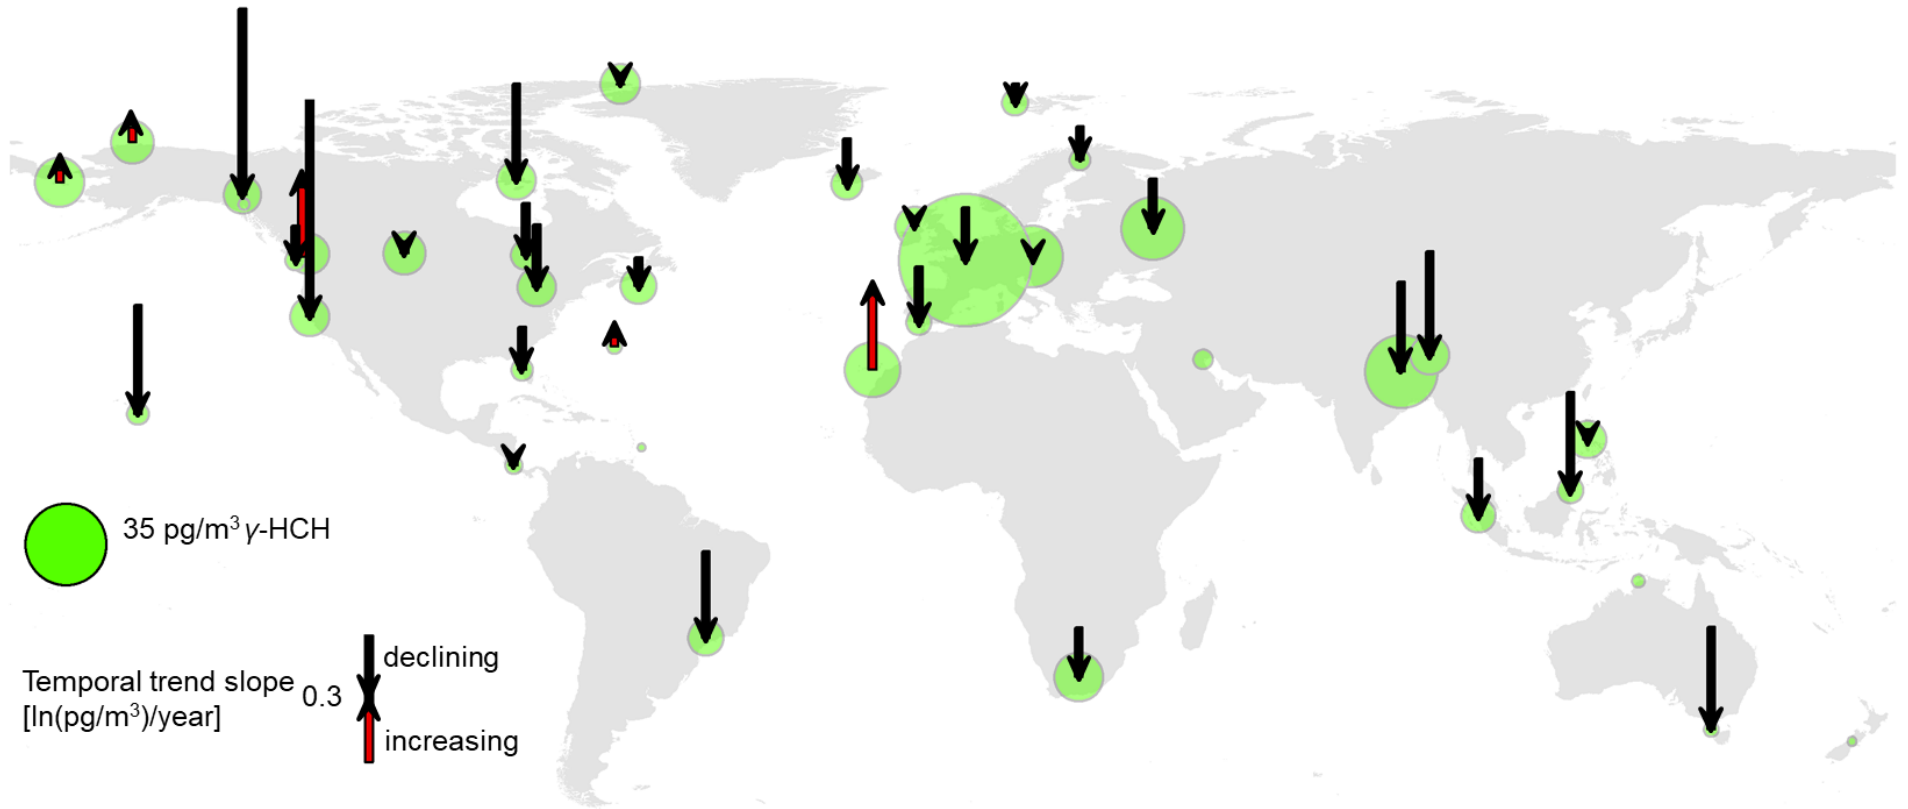 35 pg/m³ γ-HCH
declining
Temporal trend slope 0.3
[ln(pg/m³)/year]
increasing